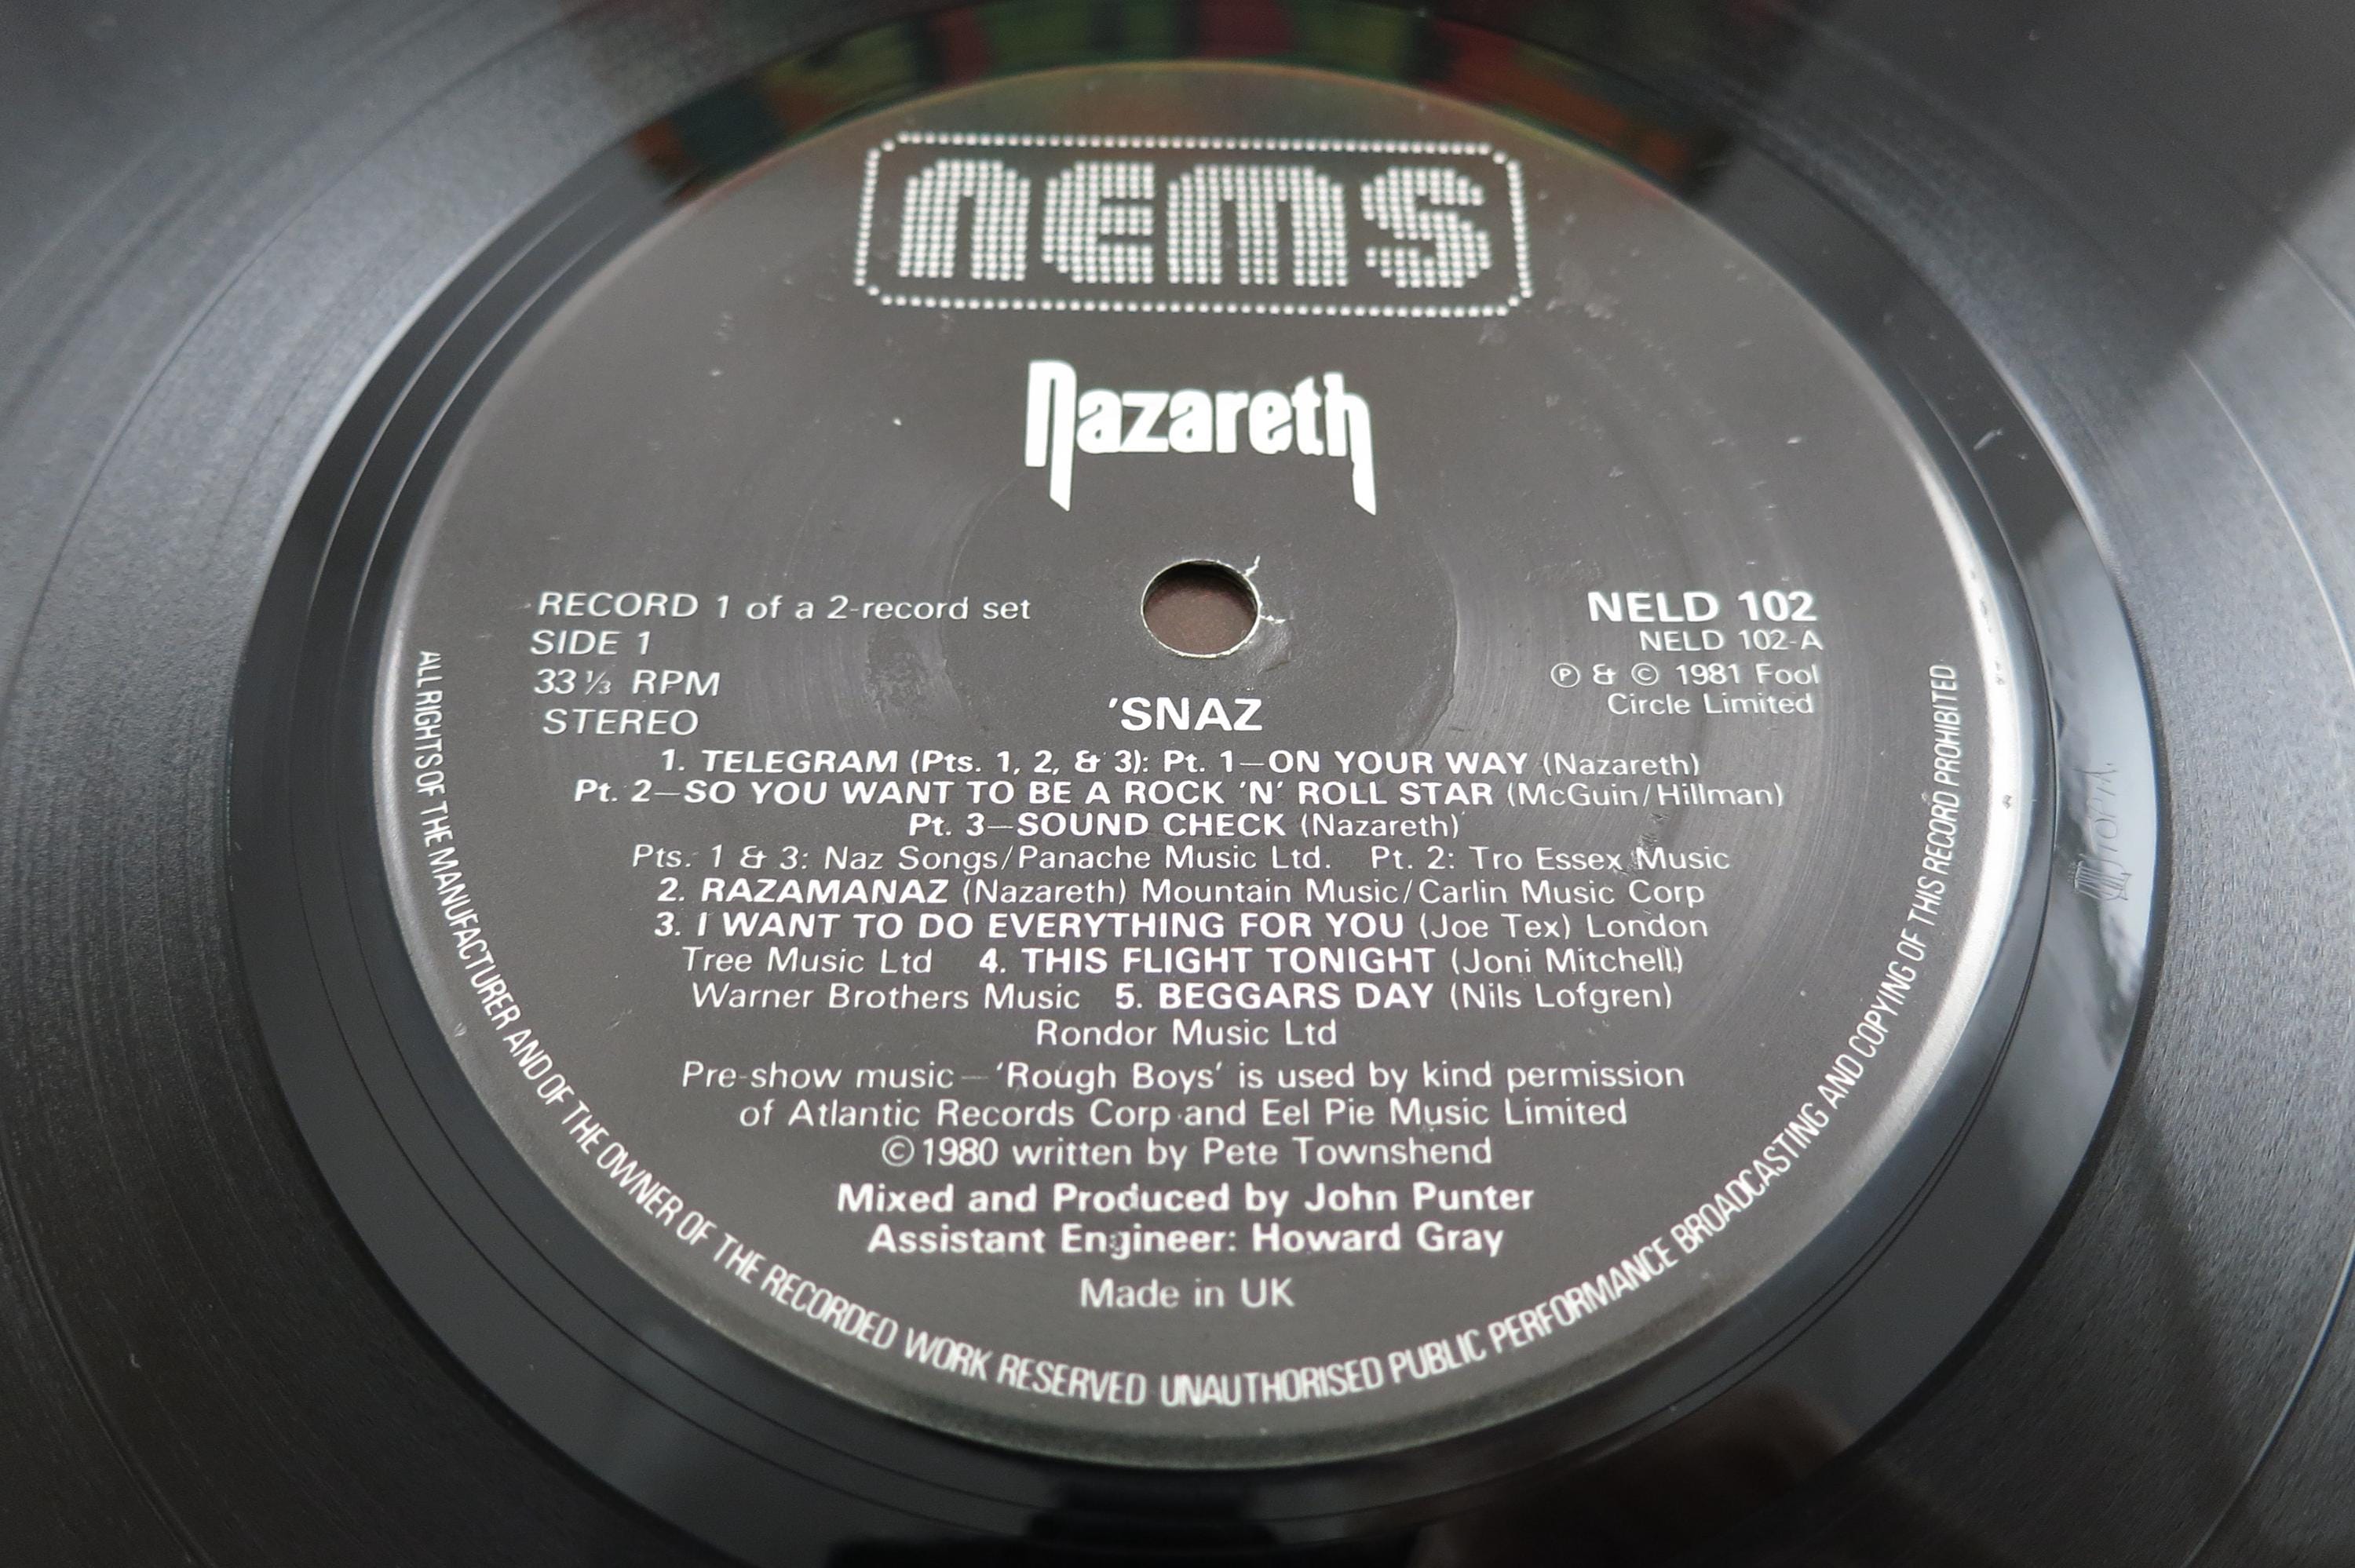 nems
Nazareth
RECORD 1 of a 2-record set
SIDE 1
33⅓ RPM
STEREO
NELD 102
NELD 102-A
℗ & © 1981 Fool
Circle Limited
'SNAZ
1. TELEGRAM (Pts. 1, 2, & 3): Pt. 1—ON YOUR WAY (Nazareth)
Pt. 2—SO YOU WANT TO BE A ROCK 'N' ROLL STAR (McGuin/Hillman)
Pt. 3—SOUND CHECK (Nazareth)
Pts. 1 & 3: Naz Songs/Panache Music Ltd. Pt. 2: Tro Essex Music
2. RAZAMANAZ (Nazareth) Mountain Music/Carlin Music Corp
3. I WANT TO DO EVERYTHING FOR YOU (Joe Tex) London
Tree Music Ltd 4. THIS FLIGHT TONIGHT (Joni Mitchell)
Warner Brothers Music 5. BEGGARS DAY (Nils Lofgren)
Rondor Music Ltd
Pre-show music—'Rough Boys' is used by kind permission
of Atlantic Records Corp and Eel Pie Music Limited
©1980 written by Pete Townshend
Mixed and Produced by John Punter
Assistant Engineer: Howard Gray
Made in UK
ALL RIGHTS OF THE MANUFACTURER AND OF THE OWNER OF THE RECORDED WORK RESERVED UNAUTHORISED PUBLIC PERFORMANCE BROADCASTING AND COPYING OF THIS RECORD PROHIBITED